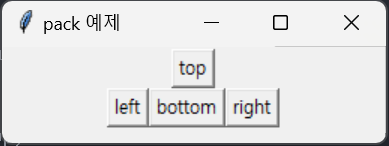 pack 예제
top
left bottom right